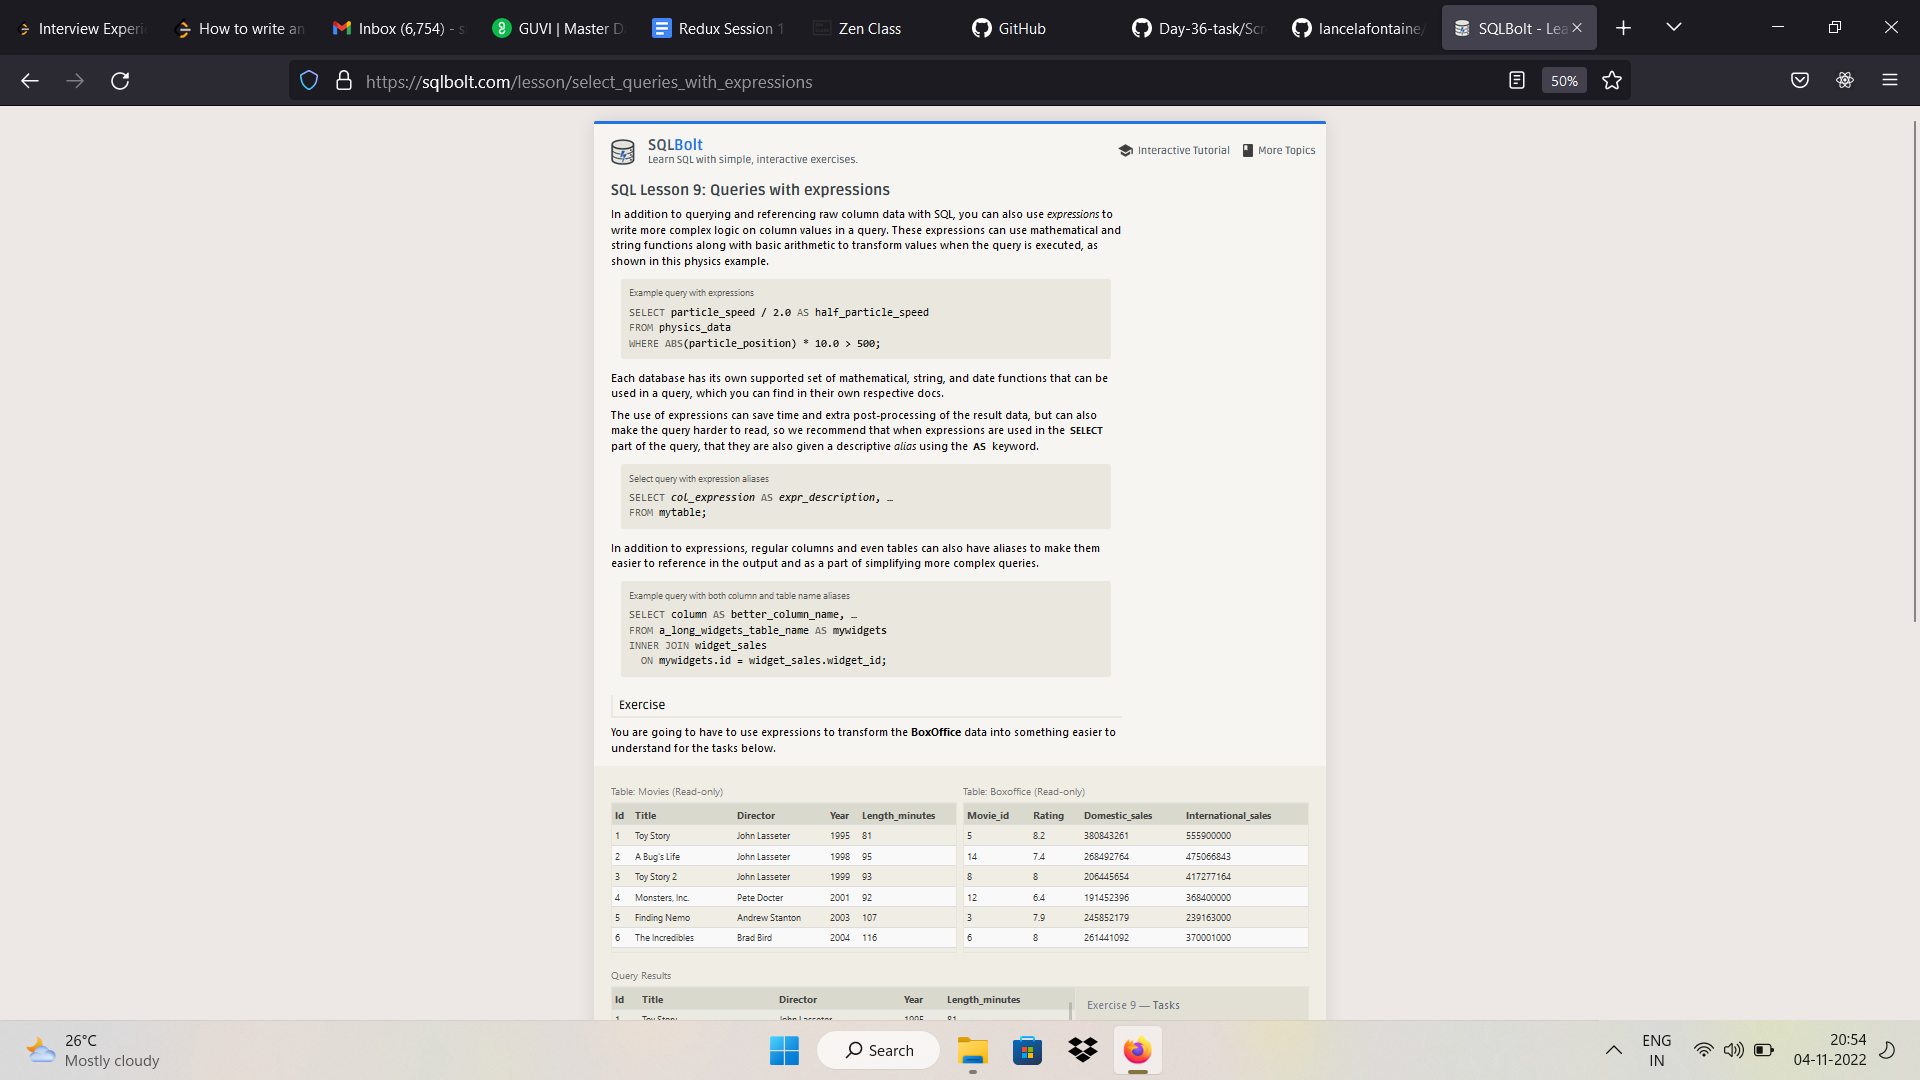 Interview Experi
How to write an
Inbox (6,754) - s
GUVI | Master D
Redux Session 1
Zen Class
GitHub
Day-36-task/Scr
lancelafontaine/
SQLBolt - Lea
https://sqlbolt.com/lesson/select_queries_with_expressions
50%
SQLBolt
Learn SQL with simple, interactive exercises.
Interactive Tutorial
More Topics
SQL Lesson 9: Queries with expressions
In addition to querying and referencing raw column data with SQL, you can also use expressions to
write more complex logic on column values in a query. These expressions can use mathematical and
string functions along with basic arithmetic to transform values when the query is executed, as
shown in this physics example.
Example query with expressions
SELECT particle_speed / 2.0 AS half_particle_speed
FROM physics_data
WHERE ABS(particle_position) * 10.0 > 500;
Each database has its own supported set of mathematical, string, and date functions that can be
used in a query, which you can find in their own respective docs.
The use of expressions can save time and extra post-processing of the result data, but can also
make the query harder to read, so we recommend that when expressions are used in the SELECT
part of the query, that they are also given a descriptive alias using the AS keyword.
Select query with expression aliases
SELECT col_expression AS expr_description, …
FROM mytable;
In addition to expressions, regular columns and even tables can also have aliases to make them
easier to reference in the output and as a part of simplifying more complex queries.
Example query with both column and table name aliases
SELECT column AS better_column_name, …
FROM a_long_widgets_table_name AS mywidgets
INNER JOIN widget_sales
ON mywidgets.id = widget_sales.widget_id;
Exercise
You are going to have to use expressions to transform the BoxOffice data into something easier to
understand for the tasks below.
Table: Movies (Read-only)
Id Title Director Year Length_minutes
1 Toy Story John Lasseter 1995 81
2 A Bug's Life John Lasseter 1998 95
3 Toy Story 2 John Lasseter 1999 93
4 Monsters, Inc. Pete Docter 2001 92
5 Finding Nemo Andrew Stanton 2003 107
6 The Incredibles Brad Bird 2004 116
Table: Boxoffice (Read-only)
Movie_id Rating Domestic_sales International_sales
5 8.2 380843261 555900000
14 7.4 268492764 475066843
8 8 206445654 417277164
12 6.4 191452396 368400000
3 7.9 245852179 239163000
6 8 261441092 370001000
Query Results
Id Title Director Year Length_minutes
1 Toy Story John Lasseter 1995 81
Exercise 9 — Tasks
26°C
Mostly cloudy
Search
ENG
IN
20:54
04-11-2022